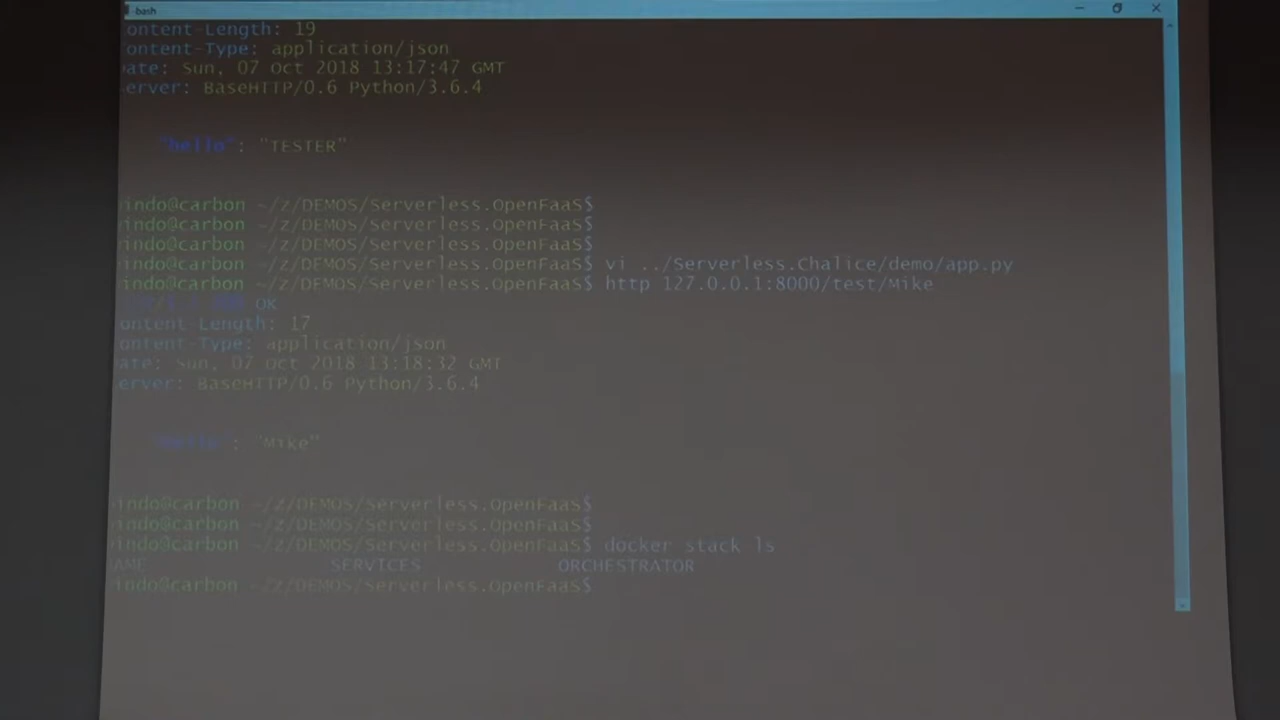 bash
ontent-Length: 19
ontent-Type: application/json
ate: Sun, 07 Oct 2018 13:17:47 GMT
erver: BaseHTTP/0.6 Python/3.6.4
"hello": "TESTER"
indo@carbon ~/z/DEMOS/Serverless.OpenFaaS$
indo@carbon ~/z/DEMOS/Serverless.OpenFaaS$
indo@carbon ~/z/DEMOS/Serverless.OpenFaaS$
indo@carbon ~/z/DEMOS/Serverless.OpenFaaS$ vi ../Serverless.Chalice/demo/app.py
indo@carbon ~/z/DEMOS/Serverless.OpenFaaS$ http 127.0.0.1:8000/test/Mike
OK
ontent-Length: 17
ontent-Type: application/json
ate: Sun, 07 Oct 2018 13:18:32 GMT
erver: BaseHTTP/0.6 Python/3.6.4
"hello": "Mike"
indo@carbon ~/z/DEMOS/Serverless.OpenFaaS$
indo@carbon ~/z/DEMOS/Serverless.OpenFaaS$
indo@carbon ~/z/DEMOS/Serverless.OpenFaaS$ docker stack ls
AME SERVICES ORCHESTRATOR
indo@carbon ~/z/DEMOS/Serverless.OpenFaaS$